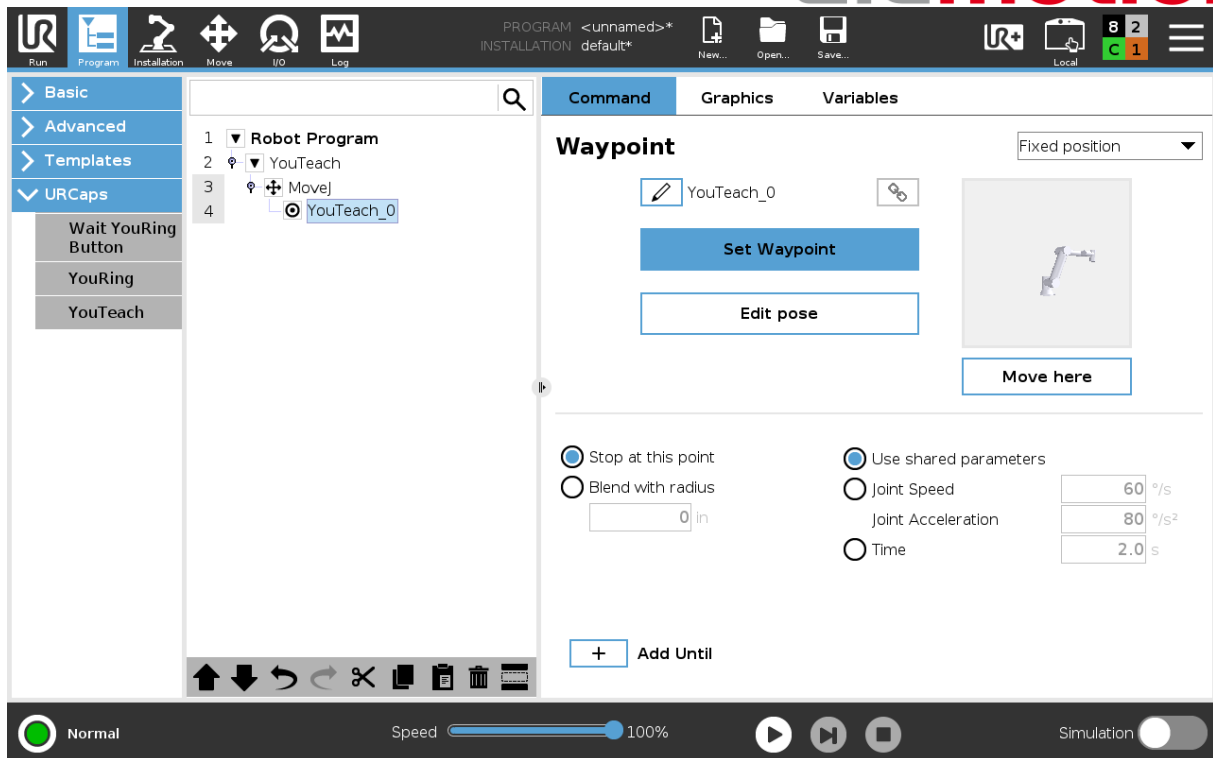 PROGRAM <unnamed>*
INSTALLATION default*
Run
Program
Installation
Move
I/O
Log
New...
Open...
Save...
Local
8 2
C 1
Basic
Advanced
Templates
URCaps
Wait YouRing
Button
YouRing
YouTeach
1 Robot Program
2 YouTeach
3 MoveJ
4 YouTeach_0
Command Graphics Variables
Waypoint
Fixed position
YouTeach_0
Set Waypoint
Edit pose
Move here
Stop at this point
Blend with radius
0 in
Use shared parameters
Joint Speed 60 °/s
Joint Acceleration 80 °/s²
Time 2.0 s
+ Add Until
Normal
Speed 100%
Simulation